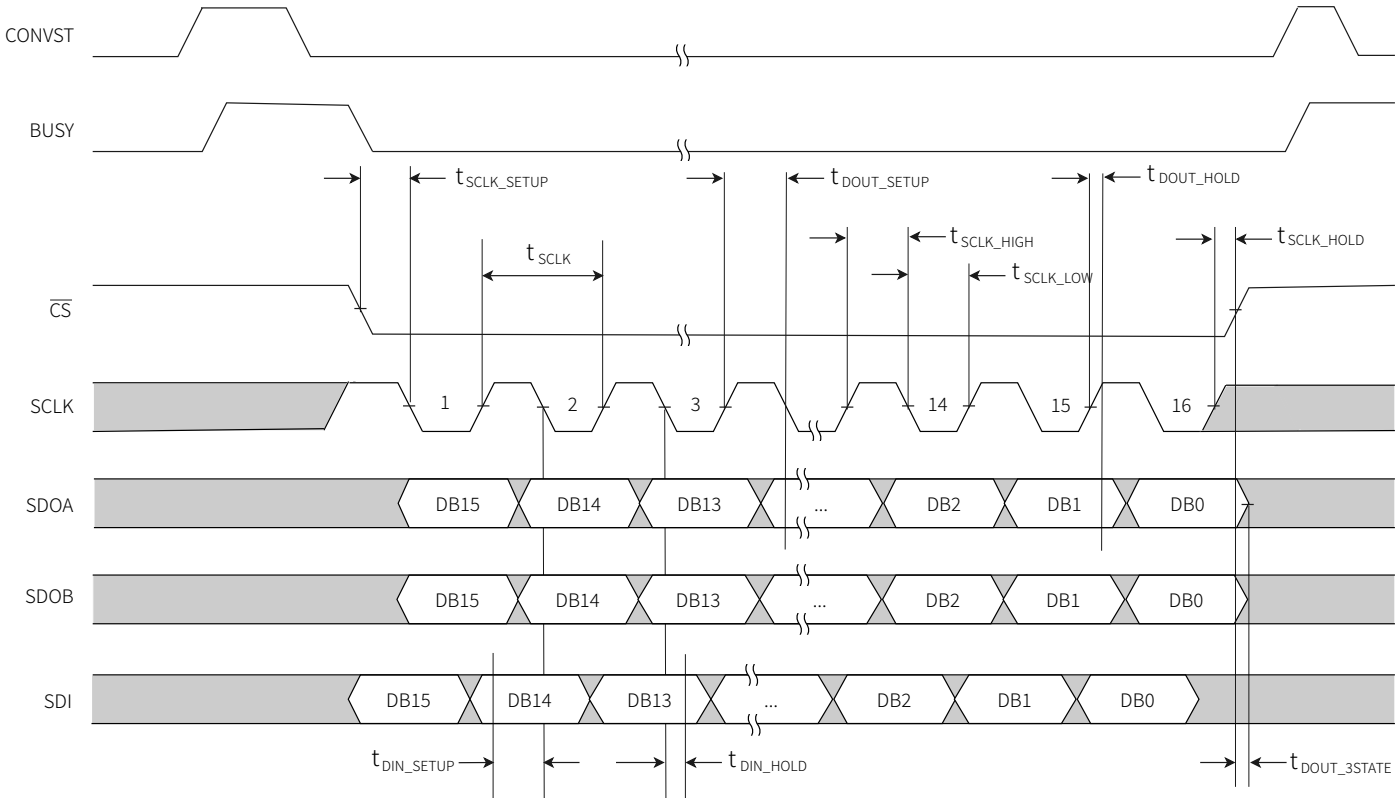 CONVST
BUSY
tSCLK_SETUP
tDOUT_SETUP
tDOUT_HOLD
tSCLK
tSCLK_HIGH
tSCLK_HOLD
tSCLK_LOW
CS
SCLK 1 2 3 14 15 16
SDOA DB15 DB14 DB13 ... DB2 DB1 DB0
SDOB DB15 DB14 DB13 ... DB2 DB1 DB0
SDI DB15 DB14 DB13 ... DB2 DB1 DB0
tDIN_SETUP tDIN_HOLD tDOUT_3STATE